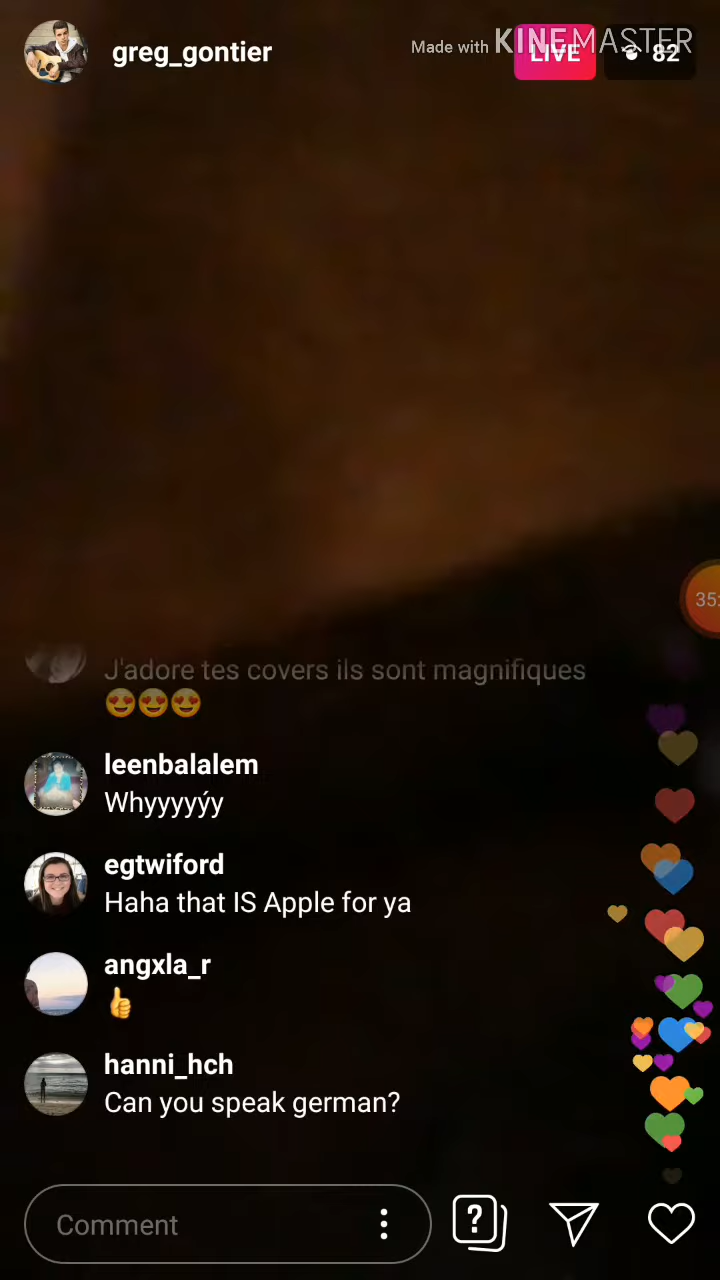 greg_gontier
Made with KINEMASTER
LIVE
82
35:
J'adore tes covers ils sont magnifiques
😍😍😍
leenbalalem
Whyyyyýy
egtwiford
Haha that IS Apple for ya
angxla_r
👍
hanni_hch
Can you speak german?
Comment
?